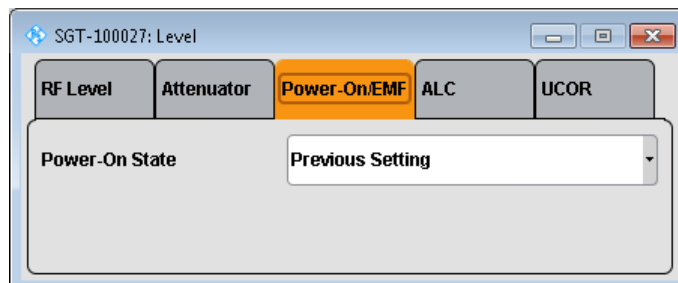 SGT-100027: Level
RF Level Attenuator Power-On/EMF ALC UCOR
Power-On State Previous Setting